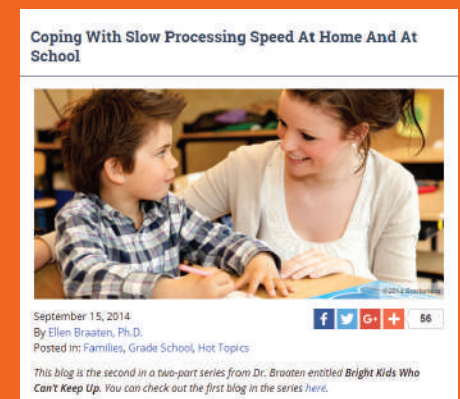 Coping With Slow Processing Speed At Home And At
School
September 15, 2014
By Ellen Braaten, Ph.D.
Posted in: Families, Grade School, Hot Topics
f G+ + 56
This blog is the second in a two-part series from Dr. Braaten entitled Bright Kids Who
Can't Keep Up. You can check out the first blog in the series here.